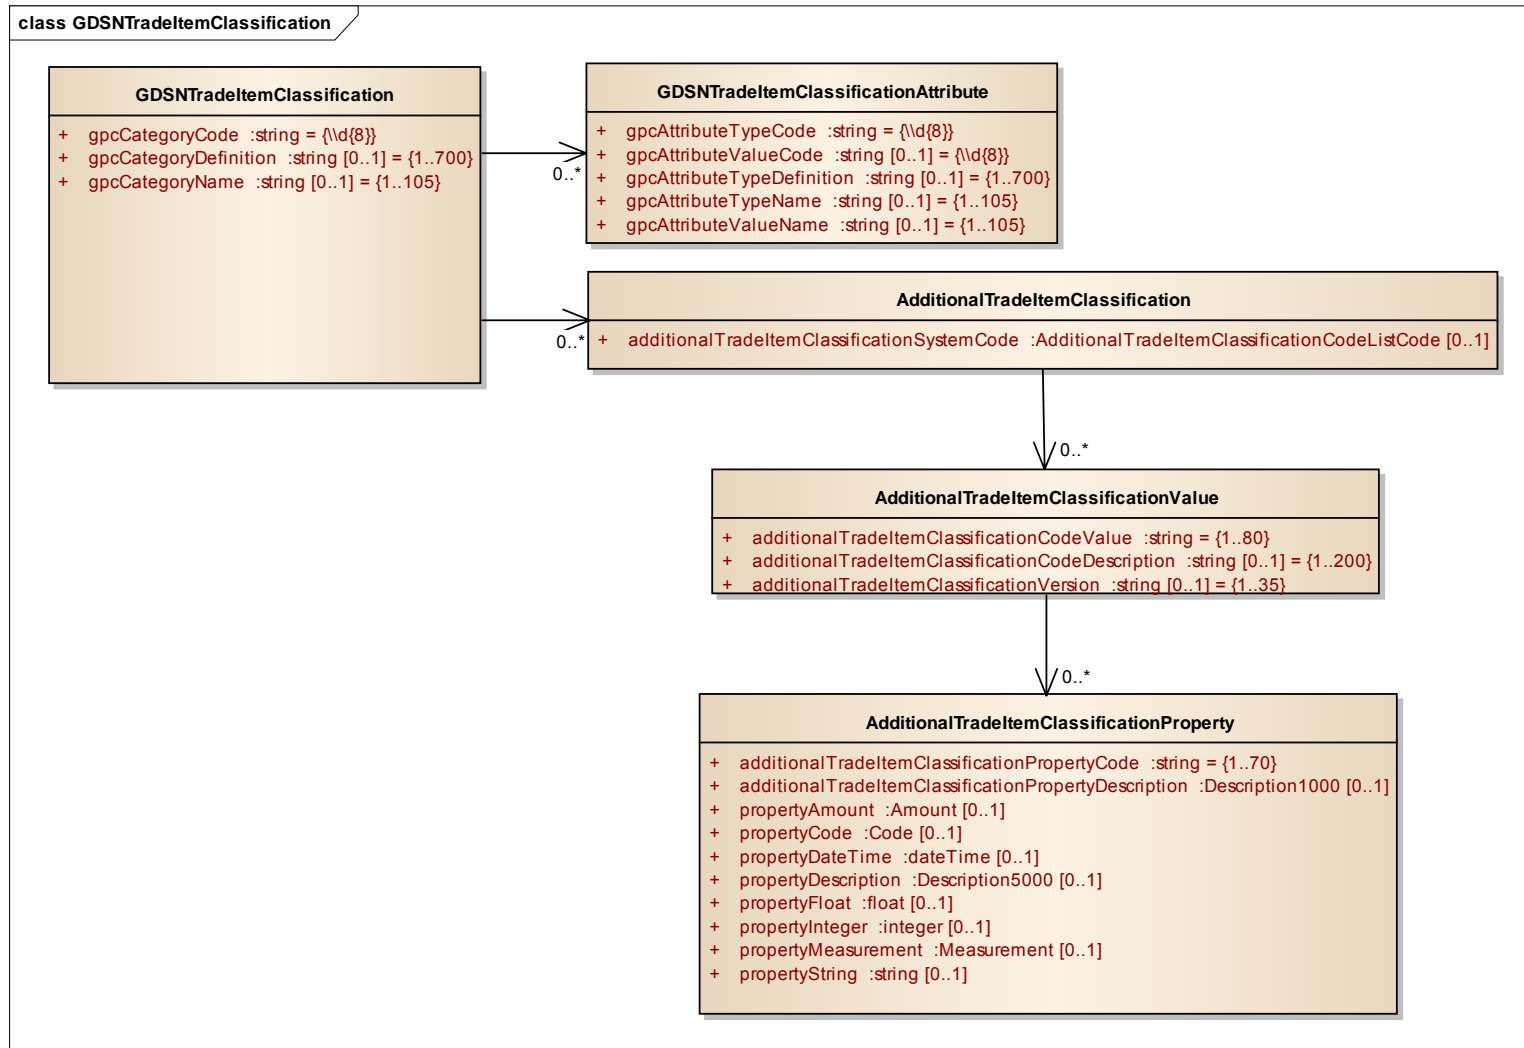 class GDSNTradeItemClassification
GDSNTradeItemClassification
+ gpcCategoryCode :string = {\\d{8}}
+ gpcCategoryDefinition :string [0..1] = {1..700}
+ gpcCategoryName :string [0..1] = {1..105}
0..*
GDSNTradeItemClassificationAttribute
+ gpcAttributeTypeCode :string = {\\d{8}}
+ gpcAttributeValueCode :string [0..1] = {\\d{8}}
+ gpcAttributeTypeDefinition :string [0..1] = {1..700}
+ gpcAttributeTypeName :string [0..1] = {1..105}
+ gpcAttributeValueName :string [0..1] = {1..105}
0..*
AdditionalTradeItemClassification
+ additionalTradeItemClassificationSystemCode :AdditionalTradeItemClassificationCodeListCode [0..1]
0..*
AdditionalTradeItemClassificationValue
+ additionalTradeItemClassificationCodeValue :string = {1..80}
+ additionalTradeItemClassificationCodeDescription :string [0..1] = {1..200}
+ additionalTradeItemClassificationVersion :string [0..1] = {1..35}
0..*
AdditionalTradeItemClassificationProperty
+ additionalTradeItemClassificationPropertyCode :string = {1..70}
+ additionalTradeItemClassificationPropertyDescription :Description1000 [0..1]
+ propertyAmount :Amount [0..1]
+ propertyCode :Code [0..1]
+ propertyDateTime :dateTime [0..1]
+ propertyDescription :Description5000 [0..1]
+ propertyFloat :float [0..1]
+ propertyInteger :integer [0..1]
+ propertyMeasurement :Measurement [0..1]
+ propertyString :string [0..1]